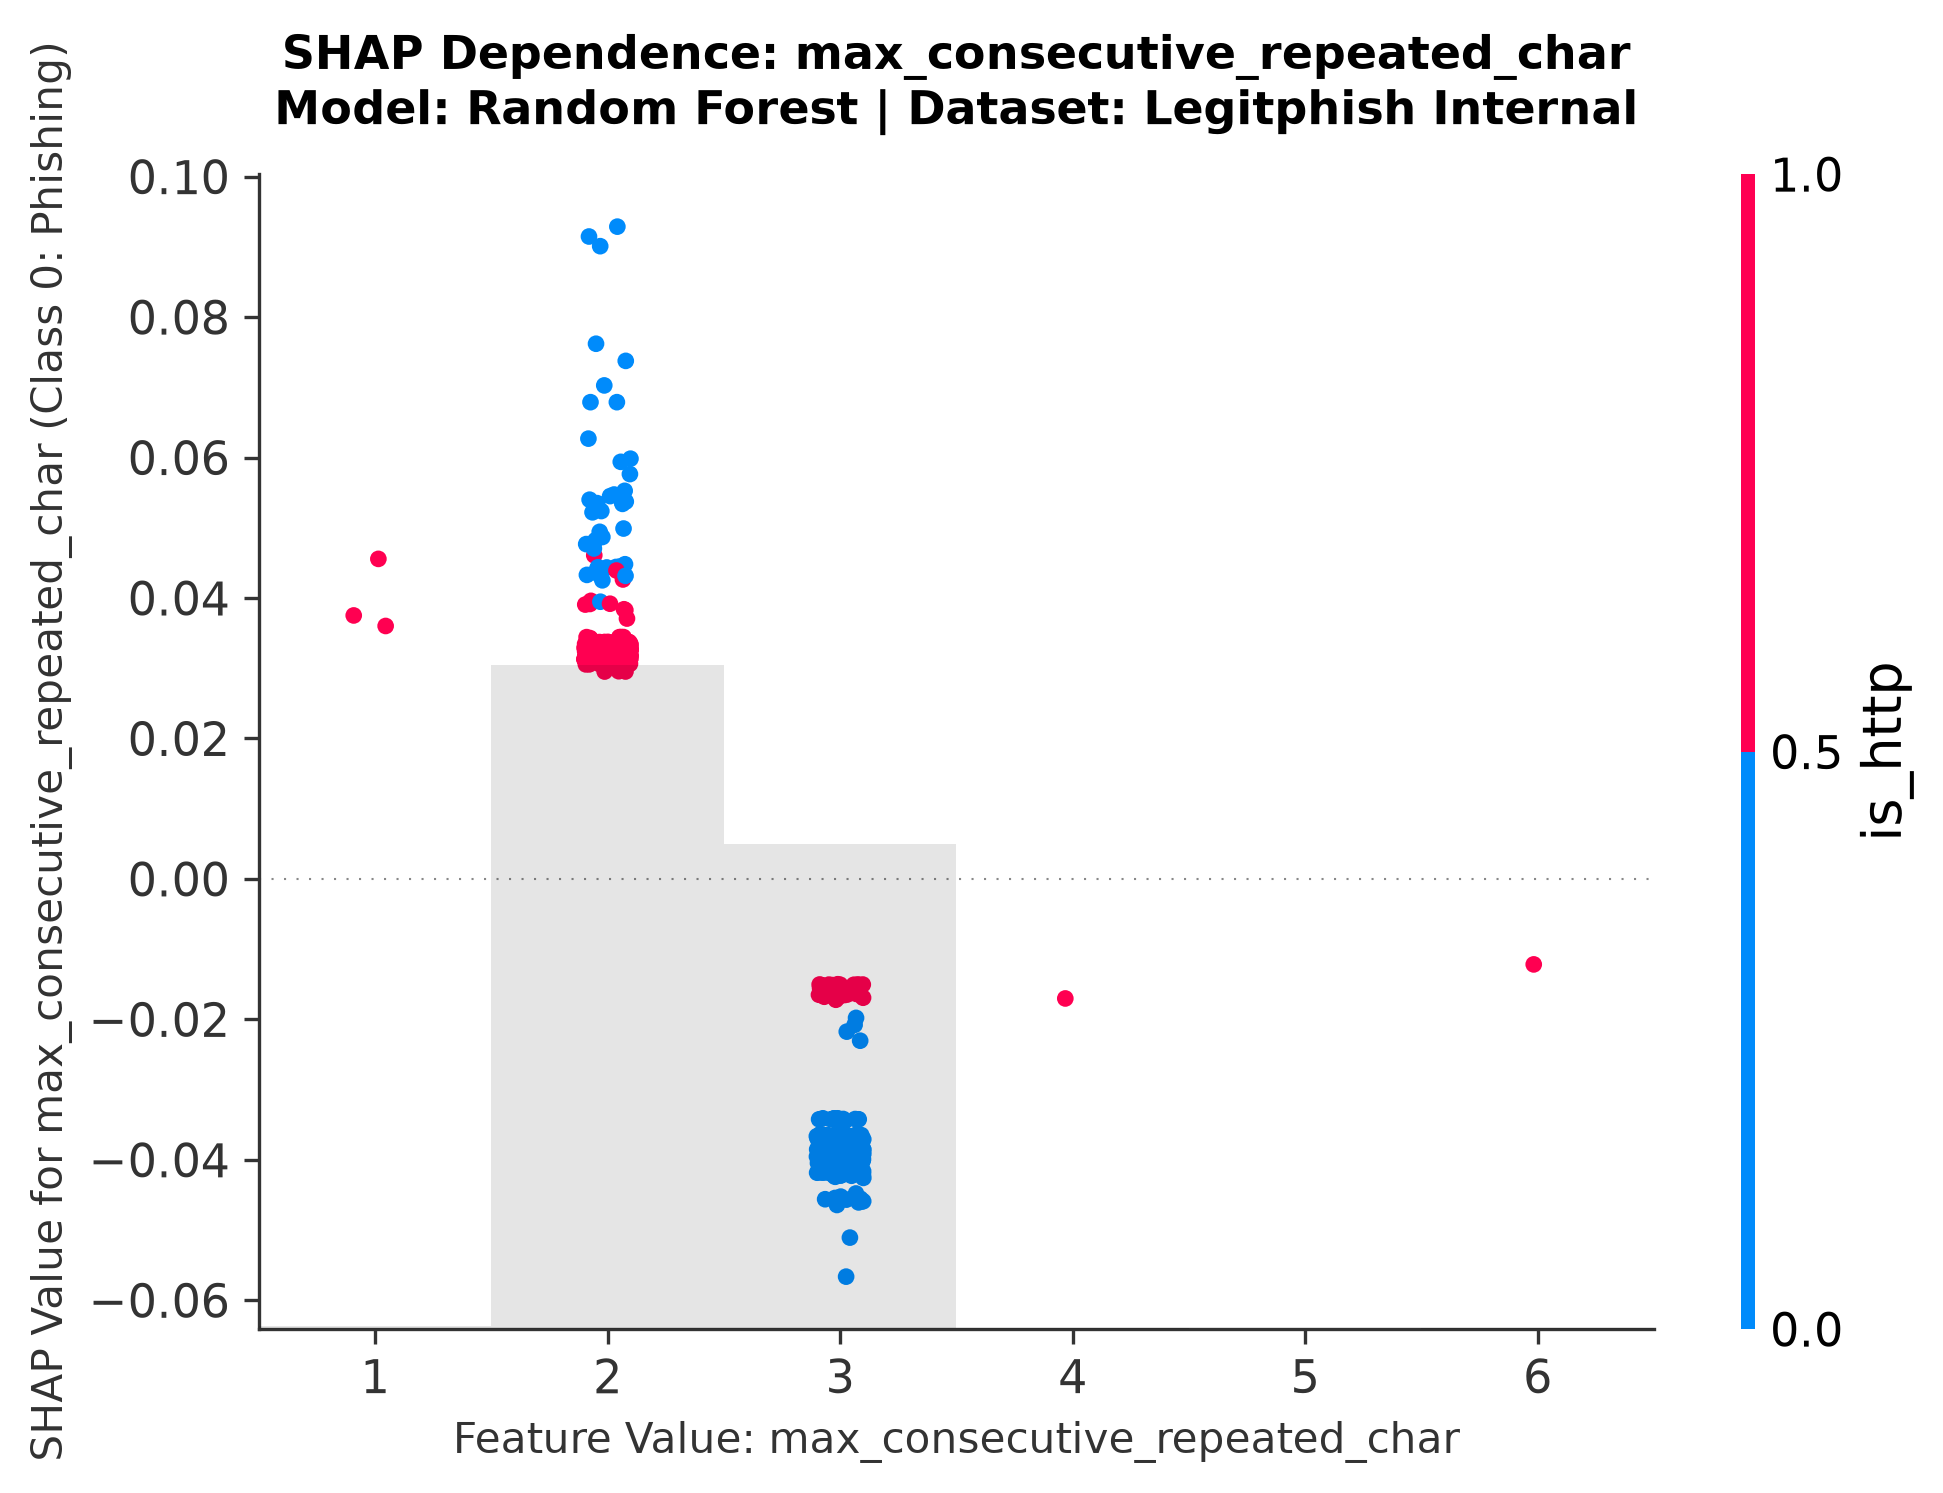 SHAP Dependence: max_consecutive_repeated_char
Model: Random Forest | Dataset: Legitphish Internal
SHAP Value for max_consecutive_repeated_char (Class 0: Phishing)
0.10
0.08
0.06
0.04
0.02
0.00
−0.02
−0.04
−0.06
1 2 3 4 5 6
Feature Value: max_consecutive_repeated_char
1.0
0.5
0.0
is_http